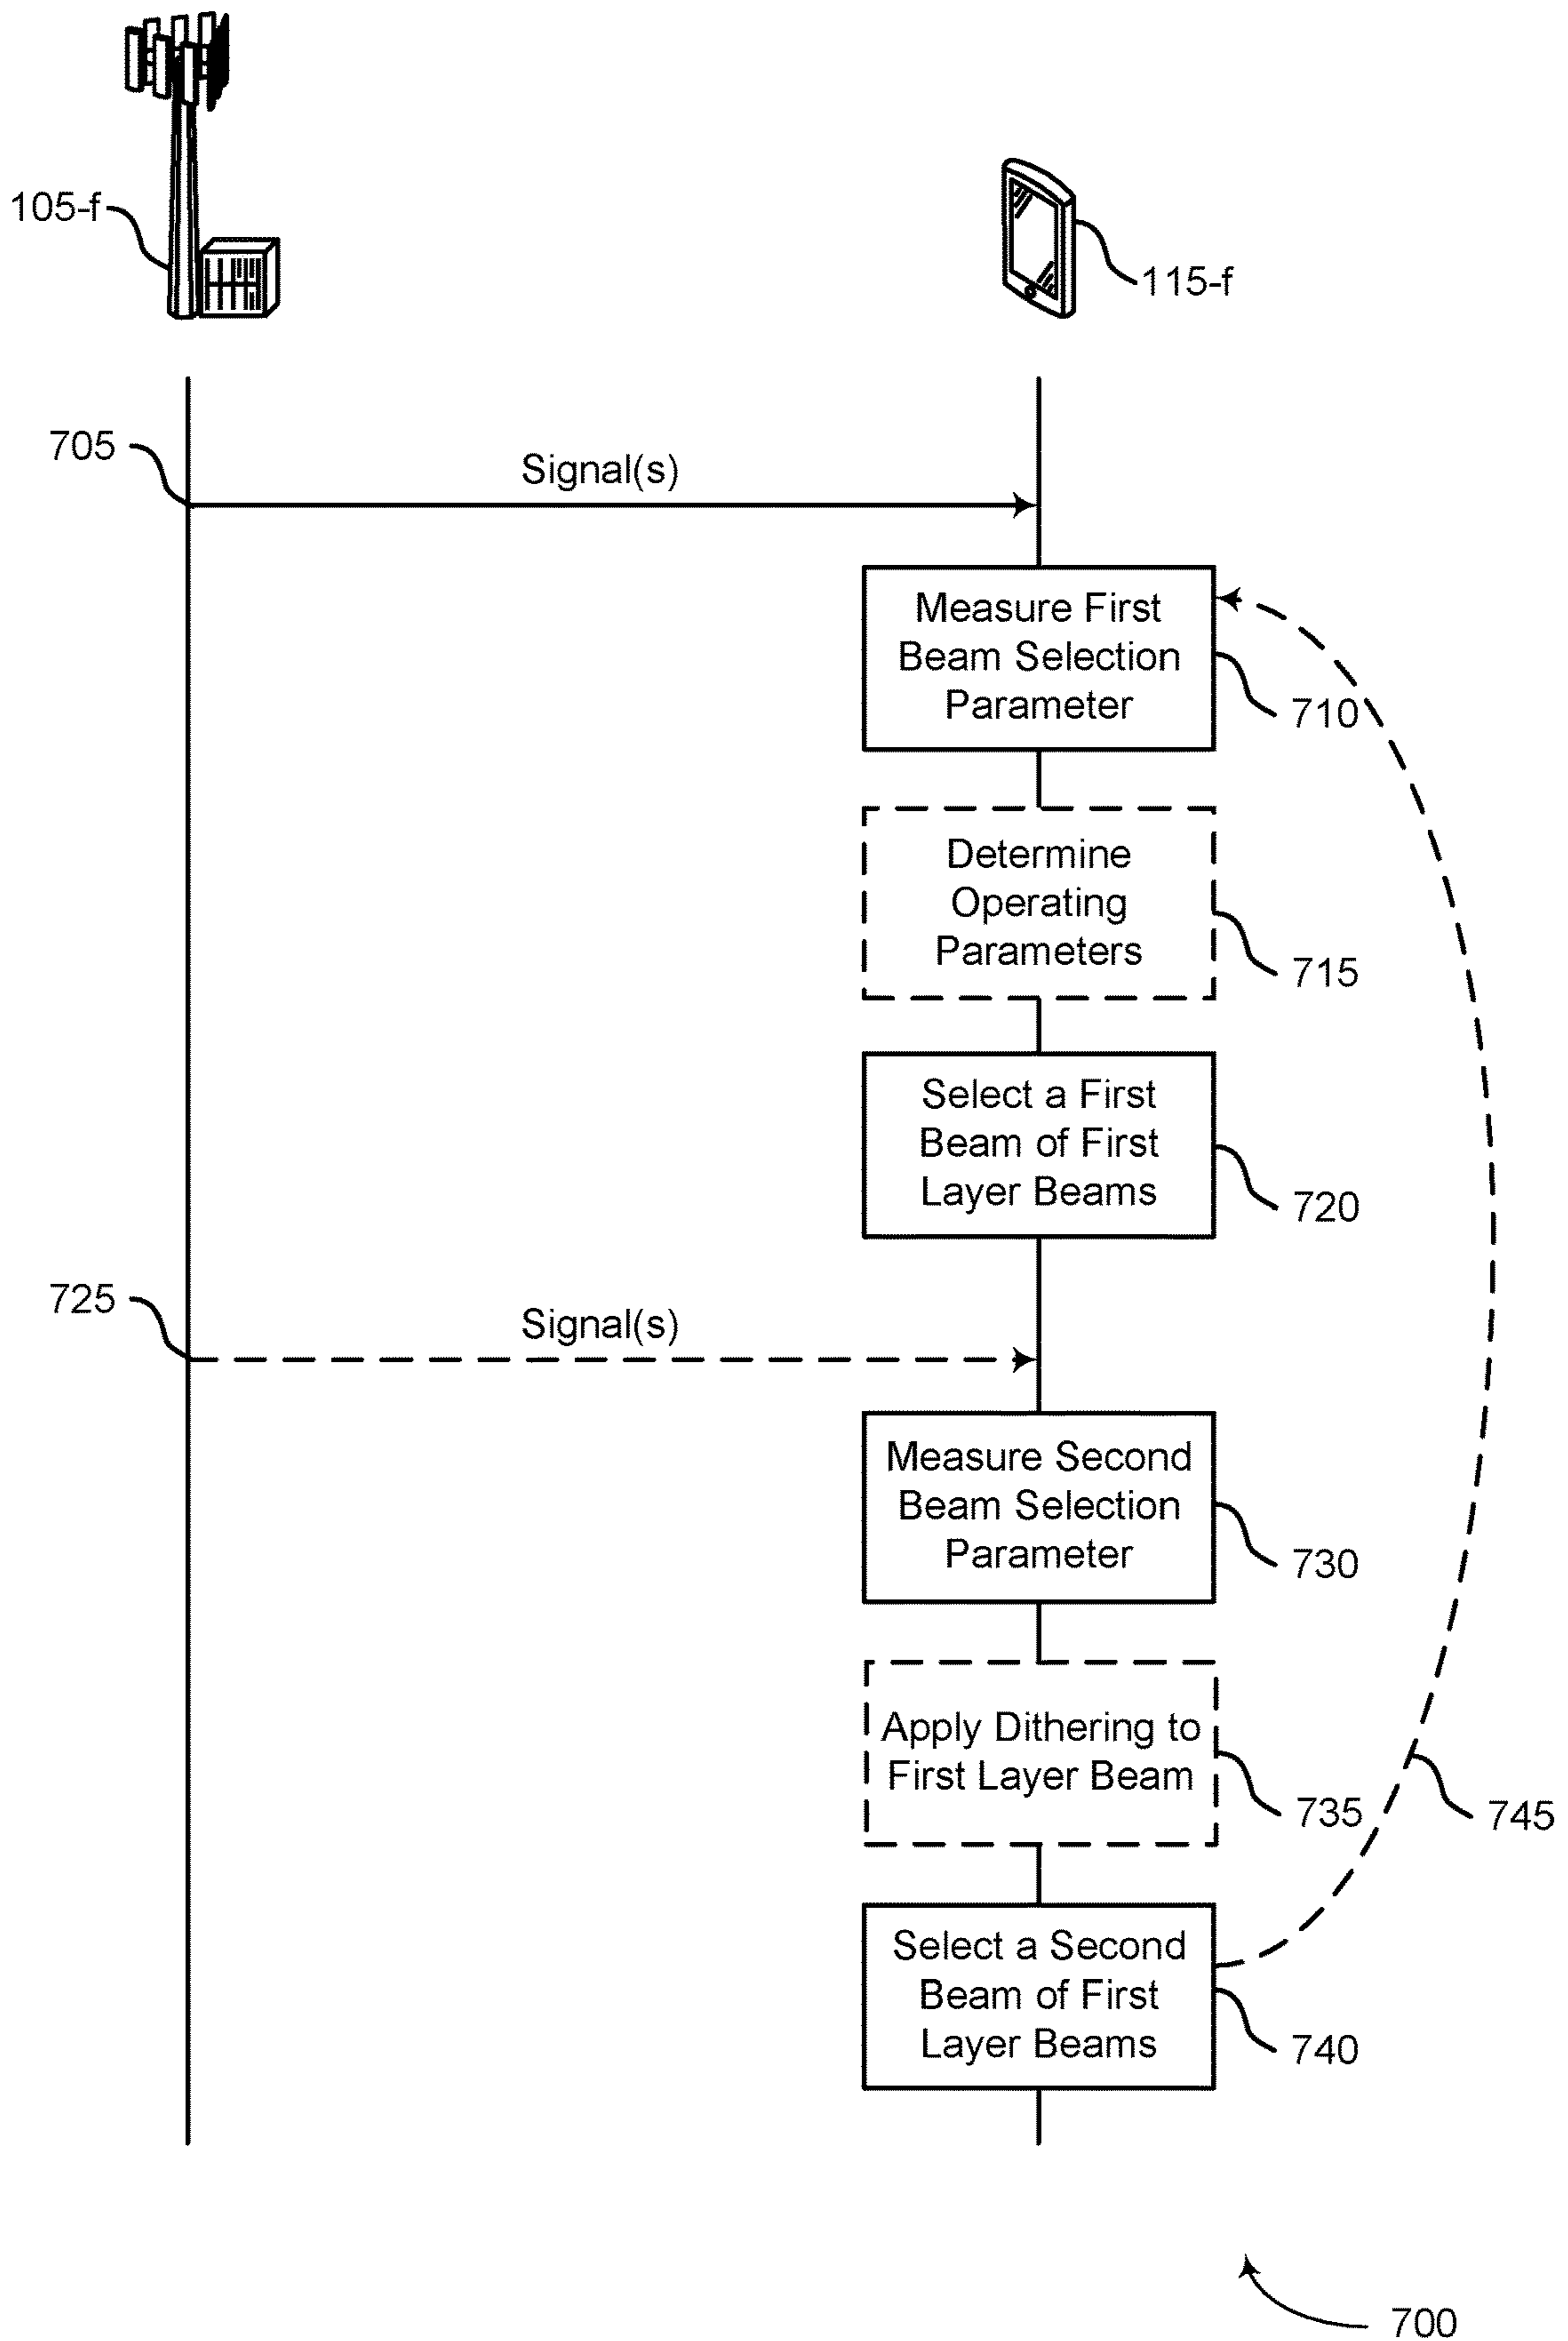 105-f
115-f
705
Signal(s)
Measure First
Beam Selection
Parameter
710
Determine
Operating
Parameters
715
Select a First
Beam of First
Layer Beams
720
725
Signal(s)
Measure Second
Beam Selection
Parameter
730
Apply Dithering to
First Layer Beam
735
745
Select a Second
Beam of First
Layer Beams
740
700